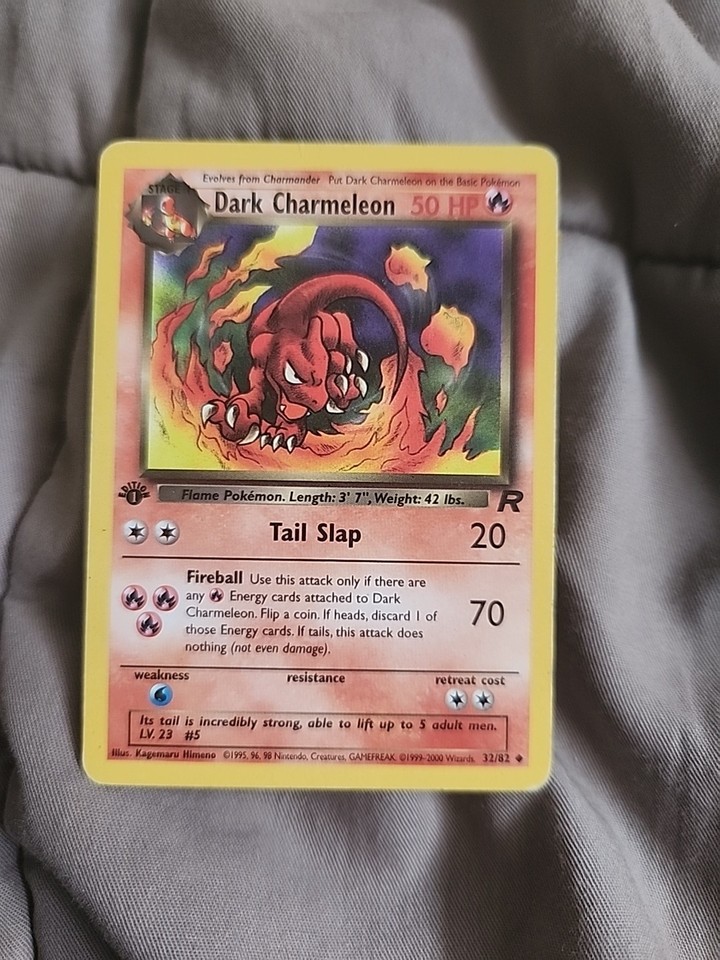 Evolves from Charmander Put Dark Charmeleon on the Basic Pokémon
STAGE 1
Dark Charmeleon 50 HP
EDITION
1
Flame Pokémon. Length: 3' 7", Weight: 42 lbs.
R
Tail Slap 20
Fireball Use this attack only if there are
any Energy cards attached to Dark
Charmeleon. Flip a coin. If heads, discard 1 of
those Energy cards. If tails, this attack does
nothing (not even damage).
70
weakness resistance retreat cost
Its tail is incredibly strong, able to lift up to 5 adult men.
LV. 23 #5
Illus. Kagemaru Himeno ©1995, 96, 98 Nintendo, Creatures, GAMEFREAK. ©1999-2000 Wizards. 32/82